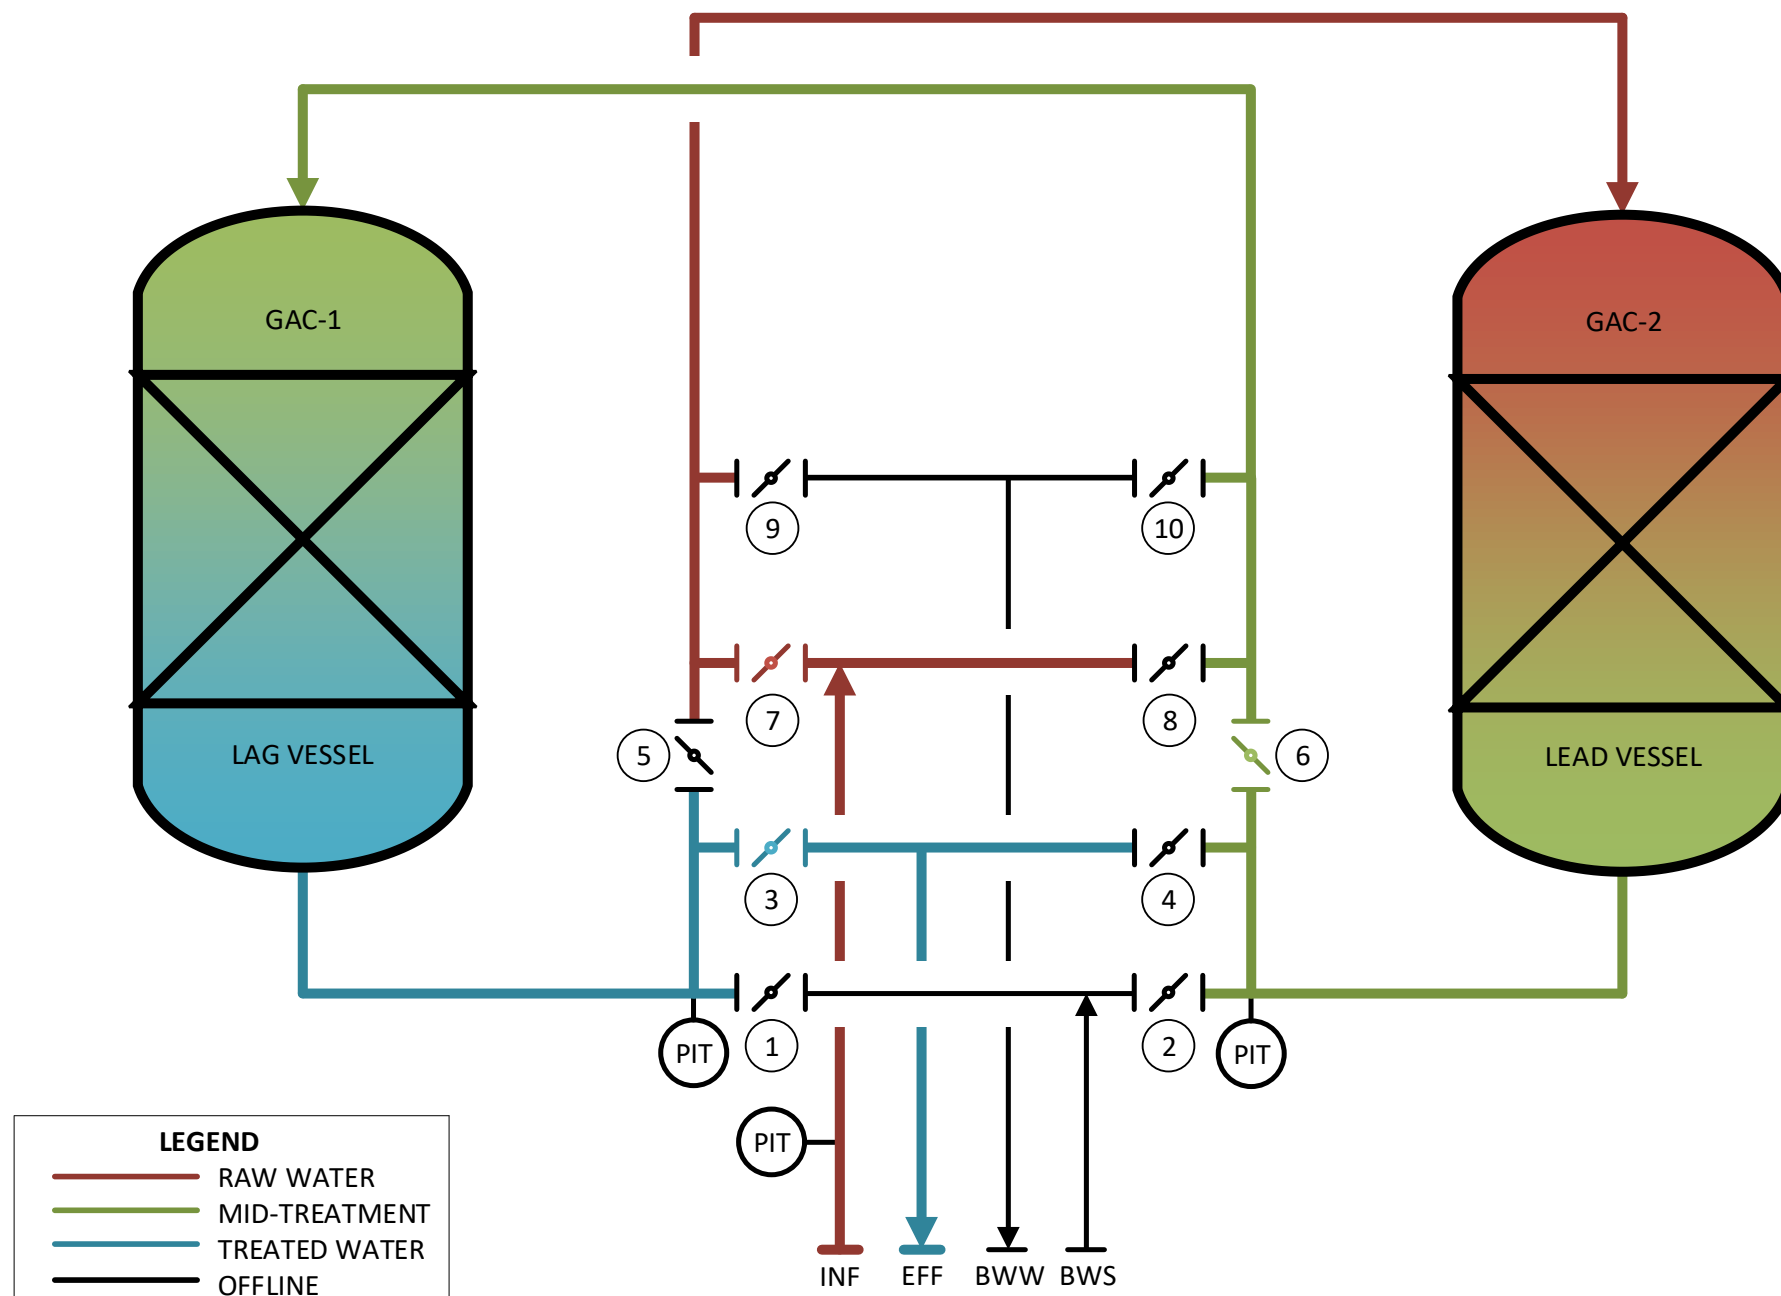 GAC-1
GAC-2
9
10
7
8
5
6
LAG VESSEL
LEAD VESSEL
3
4
1
2
PIT
PIT
PIT
LEGEND
RAW WATER
MID-TREATMENT
TREATED WATER
OFFLINE
INF
EFF
BWW
BWS